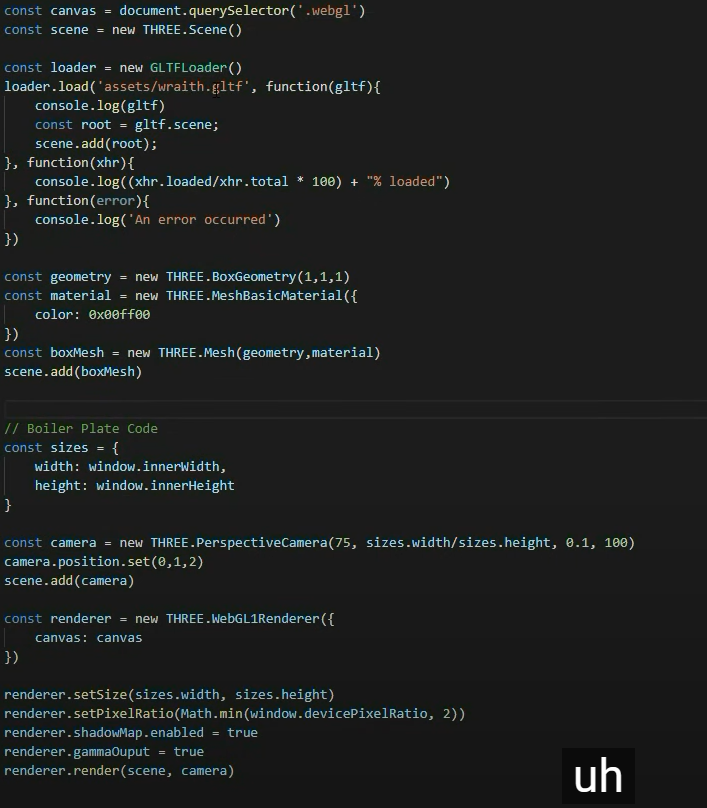 const canvas = document.querySelector('.webgl')
const scene = new THREE.Scene()
const loader = new GLTFLoader()
loader.load('assets/wraith.gltf', function(gltf){
    console.log(gltf)
    const root = gltf.scene;
    scene.add(root);
}, function(xhr){
    console.log((xhr.loaded/xhr.total * 100) + "% loaded")
}, function(error){
    console.log('An error occurred')
})
const geometry = new THREE.BoxGeometry(1,1,1)
const material = new THREE.MeshBasicMaterial({
    color: 0x00ff00
})
const boxMesh = new THREE.Mesh(geometry,material)
scene.add(boxMesh)
// Boiler Plate Code
const sizes = {
    width: window.innerWidth,
    height: window.innerHeight
}
const camera = new THREE.PerspectiveCamera(75, sizes.width/sizes.height, 0.1, 100)
camera.position.set(0,1,2)
scene.add(camera)
const renderer = new THREE.WebGL1Renderer({
    canvas: canvas
})
renderer.setSize(sizes.width, sizes.height)
renderer.setPixelRatio(Math.min(window.devicePixelRatio, 2))
renderer.shadowMap.enabled = true
renderer.gammaOuput = true
renderer.render(scene, camera)
uh